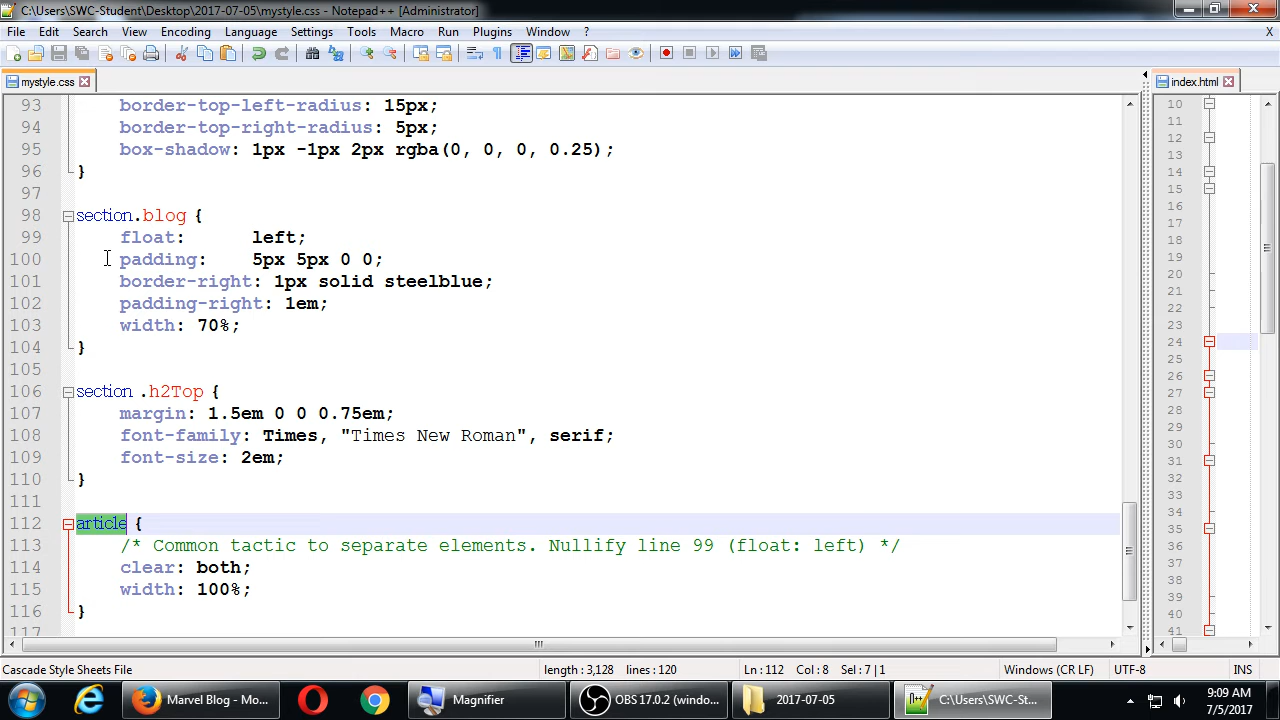 C:\Users\SWC-Student\Desktop\2017-07-05\mystyle.css - Notepad++ [Administrator]
File Edit Search View Encoding Language Settings Tools Macro Run Plugins Window ? X
mystyle.css
index.html
93 border-top-left-radius: 15px;
94 border-top-right-radius: 5px;
95 box-shadow: 1px -1px 2px rgba(0, 0, 0, 0.25);
96 }
97
98 section.blog {
99 float: left;
100 padding: 5px 5px 0 0;
101 border-right: 1px solid steelblue;
102 padding-right: 1em;
103 width: 70%;
104 }
105
106 section .h2Top {
107 margin: 1.5em 0 0 0.75em;
108 font-family: Times, "Times New Roman", serif;
109 font-size: 2em;
110 }
111
112 article {
113 /* Common tactic to separate elements. Nullify line 99 (float: left) */
114 clear: both;
115 width: 100%;
116 }
117
10
11
12
13
14
15
16
17
18
19
20
21
22
23
24
25
26
27
28
29
30
31
32
33
34
35
36
37
38
39
40
41
Cascade Style Sheets File length : 3,128 lines : 120 Ln : 112 Col : 8 Sel : 7 | 1 Windows (CR LF) UTF-8 INS
Marvel Blog - Mo... Magnifier OBS 17.0.2 (windo... 2017-07-05 C:\Users\SWC-St... 9:09 AM
7/5/2017